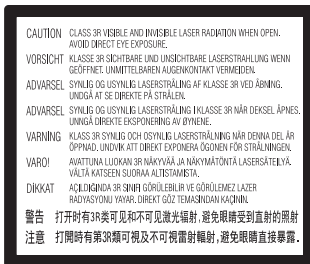 CAUTION CLASS 3R VISIBLE AND INVISIBLE LASER RADIATION WHEN OPEN.
AVOID DIRECT EYE EXPOSURE.
VORSICHT KLASSE 3R SICHTBARE UND UNSICHTBARE LASERSTRAHLUNG WENN
GEÖFFNET. UNMITTELBAREN AUGENKONTAKT VERMEIDEN.
ADVARSEL SYNLIG OG USYNLIG LASERSTRÅLING AF KLASSE 3R VED ÅBNING.
UNDGÅ AT SE DIREKTE PÅ STRÅLEN.
ADVARSEL SYNLIG OG USYNLIG LASERSTRÅLING I KLASSE 3R NÅR DEKSEL ÅPNES.
UNNGÅ DIREKTE EKSPONERING AV ØYNENE.
VARNING KLASS 3R SYNLIG OCH OSYNLIG LASERSTRÅLNING NÄR DENNA DEL ÄR
ÖPPNAD. UNDVIK ATT DIREKT EXPONERA ÖGONEN FÖR STRÅLNINGEN.
VARO! AVATTUNA LUOKAN 3R NÄKYVÄÄ JA NÄKYMÄTÖNTÄ LASERSÄTEILYÄ.
VÄLTÄ KATSEEN SUORAA ALTISTAMISTA.
DİKKAT AÇILDIĞINDA 3R SINIFI GÖRÜLEBİLİR VE GÖRÜLEMEZ LAZER
RADYASYONU YAYAR. DİREKT GÖZ TEMASINDAN KAÇININ.
警告 打开时有3R类可见和不可见激光辐射,避免眼睛受到直射的照射
注意 打開時有第3R類可視及不可視雷射輻射,避免眼睛直接暴露.